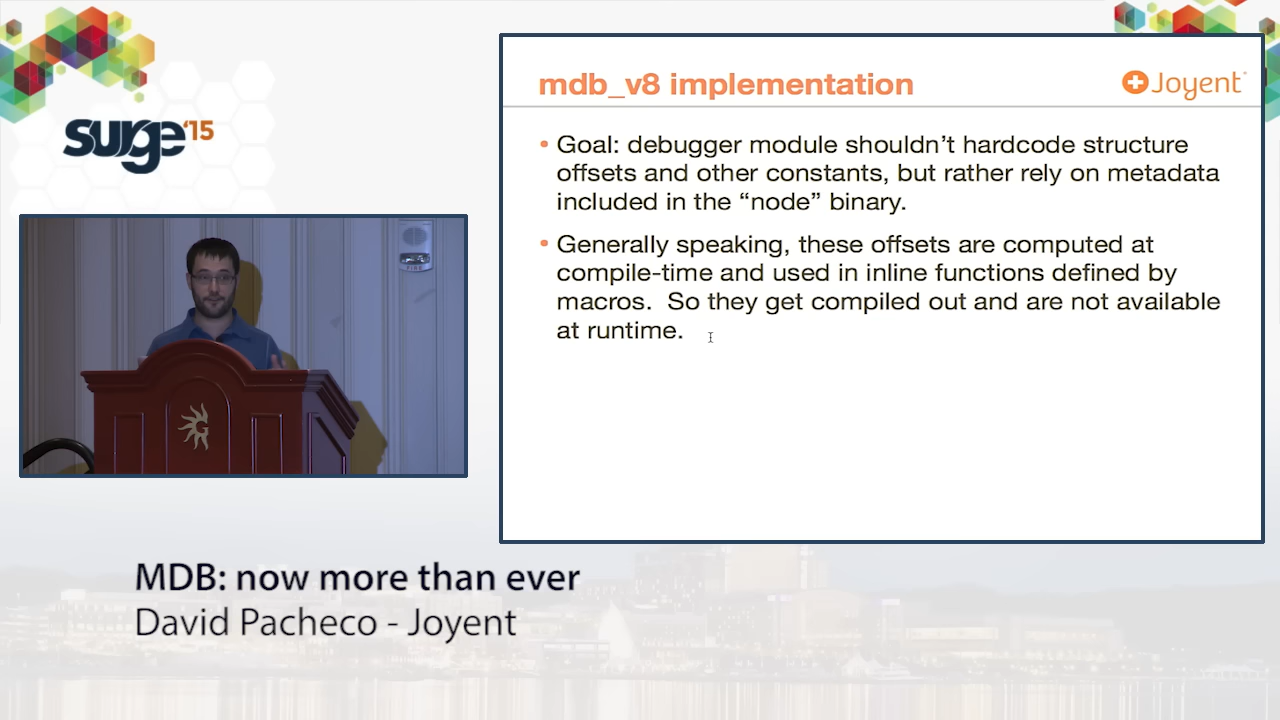 surge '15
mdb_v8 implementation
Joyent
• Goal: debugger module shouldn't hardcode structure
offsets and other constants, but rather rely on metadata
included in the “node” binary.
• Generally speaking, these offsets are computed at
compile-time and used in inline functions defined by
macros.  So they get compiled out and are not available
at runtime.
FIRE
MDB: now more than ever
David Pacheco - Joyent